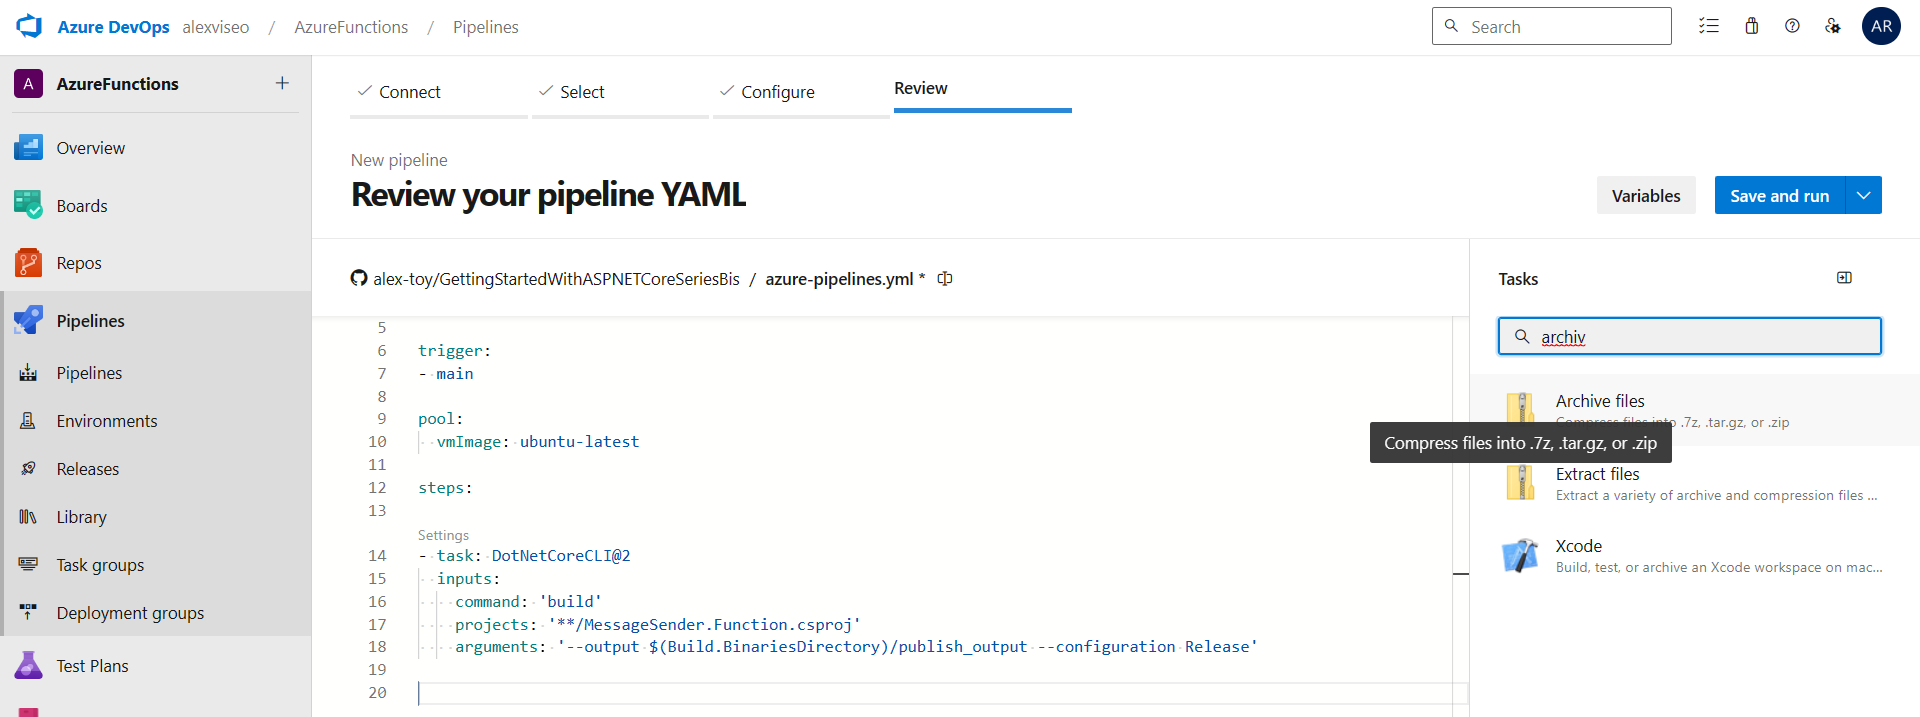 Azure DevOps alexviseo / AzureFunctions / Pipelines
Search
AR
A AzureFunctions +
Overview
Boards
Repos
Pipelines
Pipelines
Environments
Releases
Library
Task groups
Deployment groups
Test Plans
Connect
Select
Configure
Review
New pipeline
Review your pipeline YAML
Variables
Save and run
alex-toy/GettingStartedWithASPNETCoreSeriesBis / azure-pipelines.yml *
5
6 trigger:
7 - main
8
9 pool:
10 vmImage: ubuntu-latest
11
12 steps:
13
Settings
14 - task: DotNetCoreCLI@2
15 inputs:
16 command: 'build'
17 projects: '**/MessageSender.Function.csproj'
18 arguments: '--output $(Build.BinariesDirectory)/publish_output --configuration Release'
19
20
Tasks
archiv
Archive files
Compress files into .7z, .tar.gz, or .zip
Compress files into .7z, .tar.gz, or .zip
Extract files
Extract a variety of archive and compression files ...
Xcode
Build, test, or archive an Xcode workspace on mac...